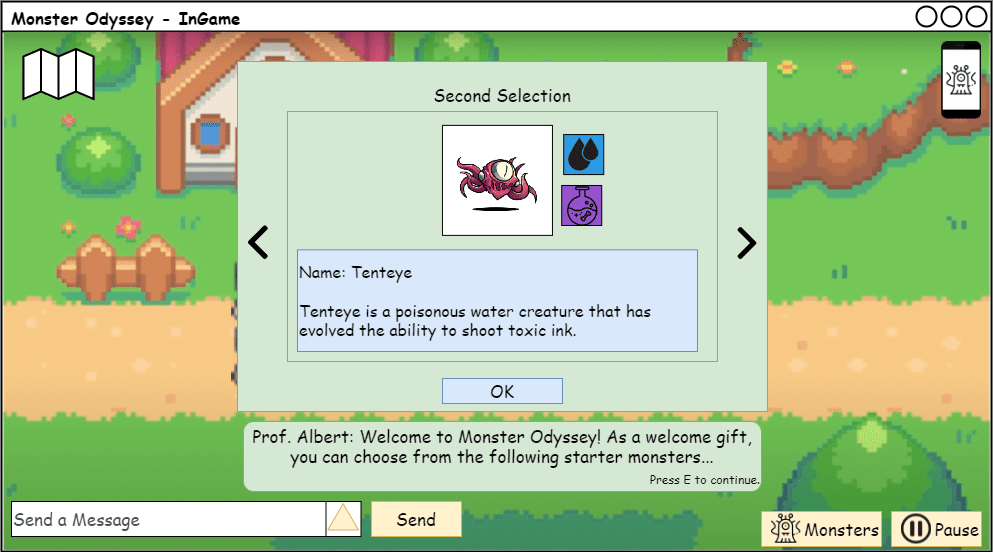 Monster Odyssey - InGame
Second Selection
Name: Tenteye
Tenteye is a poisonous water creature that has
evolved the ability to shoot toxic ink.
OK
Prof. Albert: Welcome to Monster Odyssey! As a welcome gift,
you can choose from the following starter monsters...
Press E to continue.
Send a Message
Send
Monsters
Pause